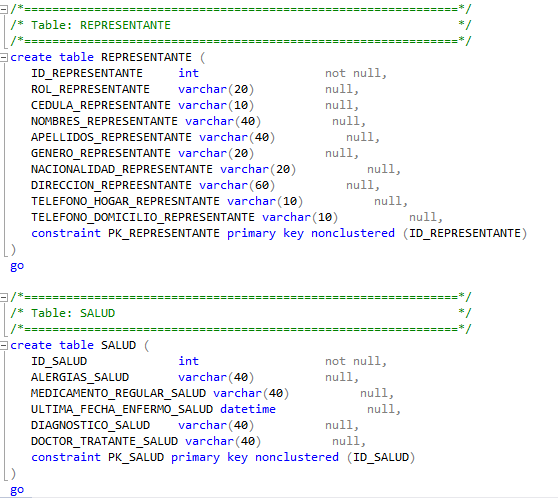 /*==============================================================*/
/* Table: REPRESENTANTE                                         */
/*==============================================================*/
create table REPRESENTANTE (
   ID_REPRESENTANTE     int                  not null,
   ROL_REPRESENTANTE    varchar(20)          null,
   CEDULA_REPRESENTANTE varchar(10)          null,
   NOMBRES_REPRESENTANTE varchar(40)          null,
   APELLIDOS_REPRESENTANTE varchar(40)          null,
   GENERO_REPRESENTANTE varchar(20)          null,
   NACIONALIDAD_REPRESENTANTE varchar(20)          null,
   DIRECCION_REPREESNTANTE varchar(60)          null,
   TELEFONO_HOGAR_REPRESNTANTE varchar(10)          null,
   TELEFONO_DOMICILIO_REPRESENTANTE varchar(10)          null,
   constraint PK_REPRESENTANTE primary key nonclustered (ID_REPRESENTANTE)
)
go
/*==============================================================*/
/* Table: SALUD                                                 */
/*==============================================================*/
create table SALUD (
   ID_SALUD             int                  not null,
   ALERGIAS_SALUD       varchar(40)          null,
   MEDICAMENTO_REGULAR_SALUD varchar(40)          null,
   ULTIMA_FECHA_ENFERMO_SALUD datetime             null,
   DIAGNOSTICO_SALUD    varchar(40)          null,
   DOCTOR_TRATANTE_SALUD varchar(40)          null,
   constraint PK_SALUD primary key nonclustered (ID_SALUD)
)
go